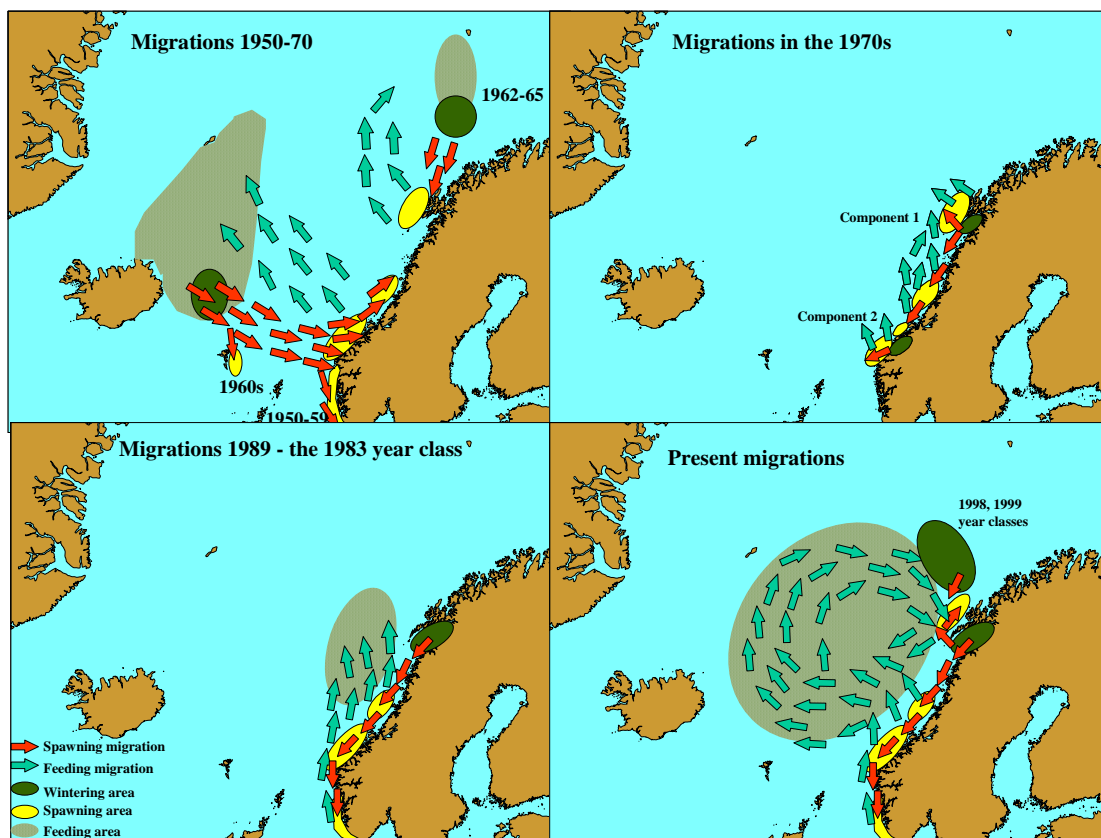 Migrations 1950-70
1962-65
1960s
1950-59
Migrations in the 1970s
Component 1
Component 2
Migrations 1989 - the 1983 year class
Spawning migration
Feeding migration
Wintering area
Spawning area
Feeding area
Present migrations
1998, 1999
year classes